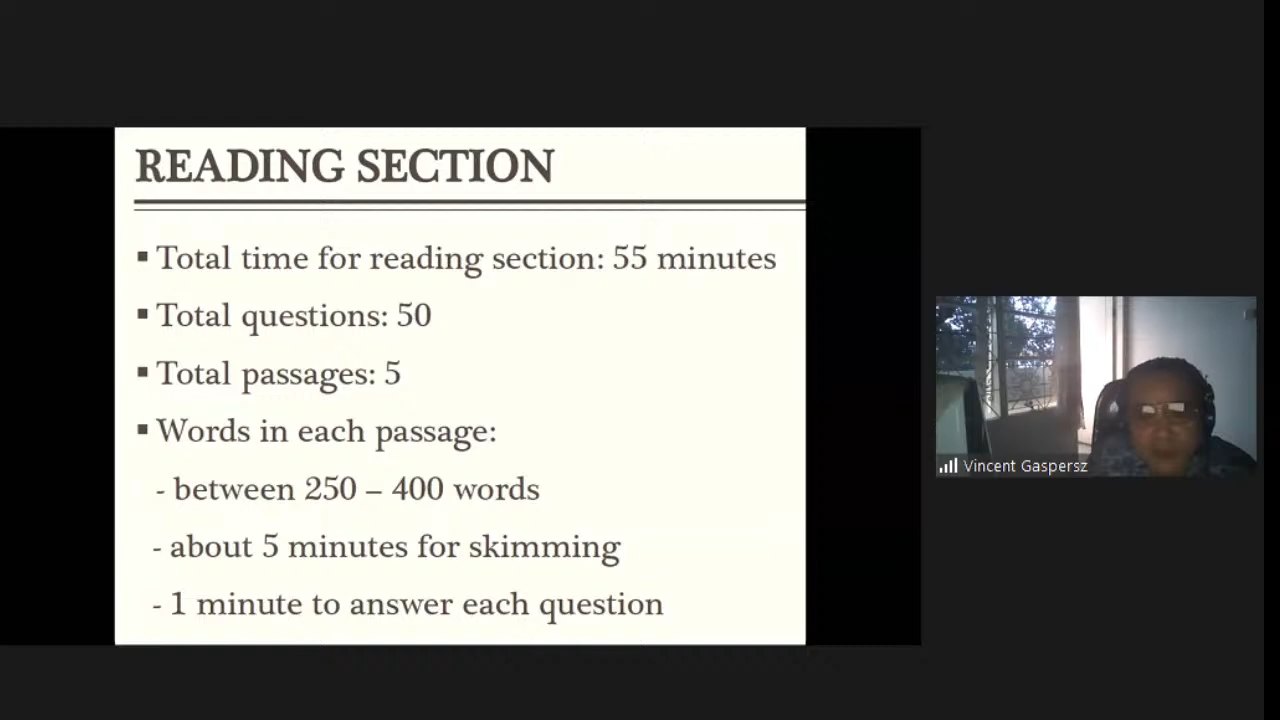 READING SECTION
▪ Total time for reading section: 55 minutes
▪ Total questions: 50
▪ Total passages: 5
▪ Words in each passage:
- between 250 – 400 words
- about 5 minutes for skimming
- 1 minute to answer each question
Vincent Gaspersz